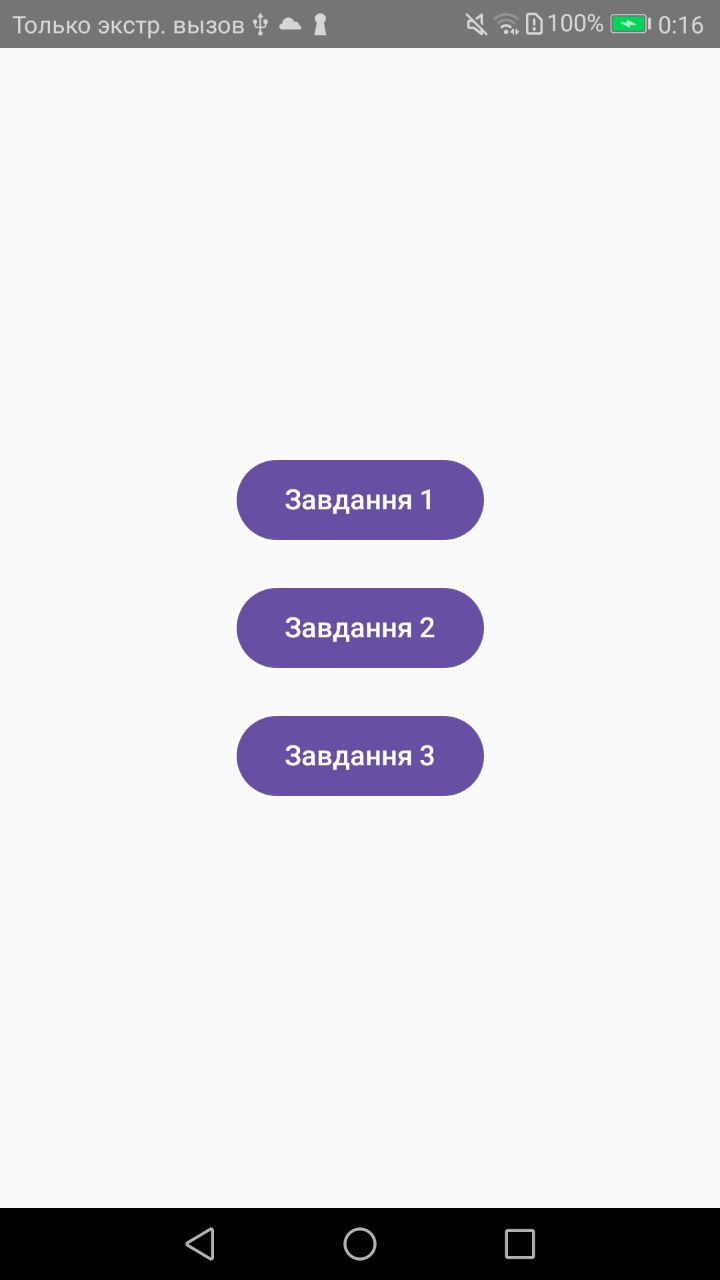 Только экстр. вызов 100% 0:16
Завдання 1
Завдання 2
Завдання 3